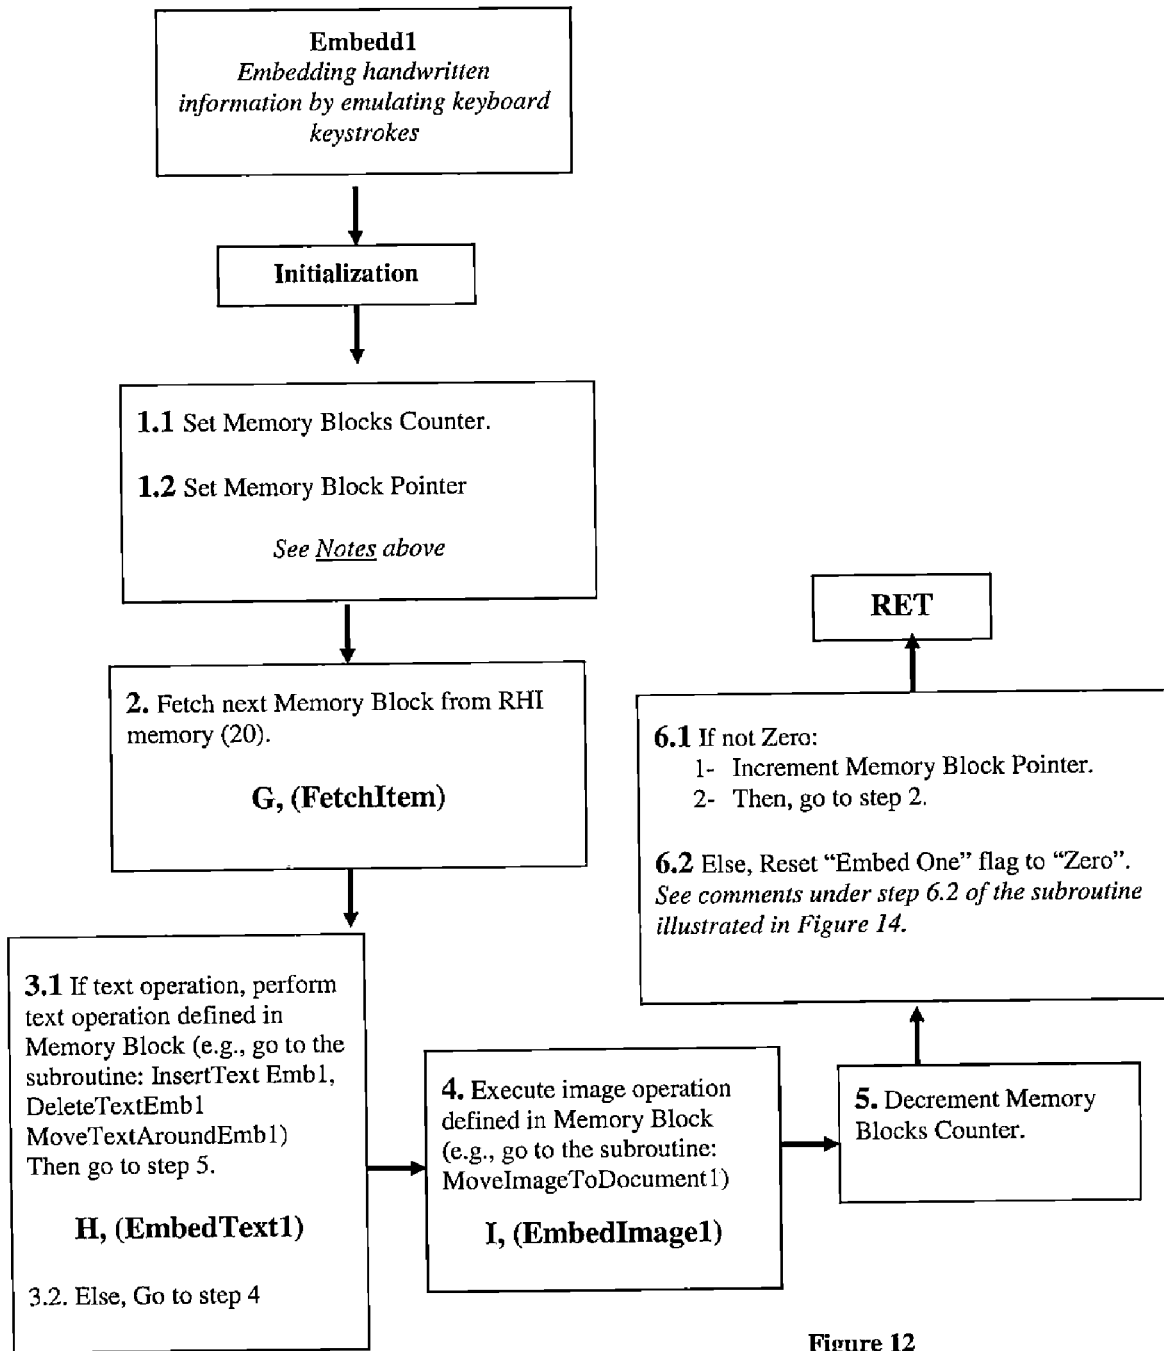 Embedd1
Embedding handwritten
information by emulating keyboard
keystrokes
Initialization
1.1 Set Memory Blocks Counter.
1.2 Set Memory Block Pointer
See Notes above
2. Fetch next Memory Block from RHI
memory (20).
G, (FetchItem)
3.1 If text operation, perform
text operation defined in
Memory Block (e.g., go to the
subroutine: InsertText Emb1,
DeleteTextEmb1
MoveTextAroundEmb1)
Then go to step 5.
H, (EmbedText1)
3.2. Else, Go to step 4
4. Execute image operation
defined in Memory Block
(e.g., go to the subroutine:
MoveImageToDocument1)
I, (EmbedImage1)
5. Decrement Memory
Blocks Counter.
6.1 If not Zero:
1- Increment Memory Block Pointer.
2- Then, go to step 2.
6.2 Else, Reset “Embed One” flag to “Zero”.
See comments under step 6.2 of the subroutine
illustrated in Figure 14.
RET
Figure 12